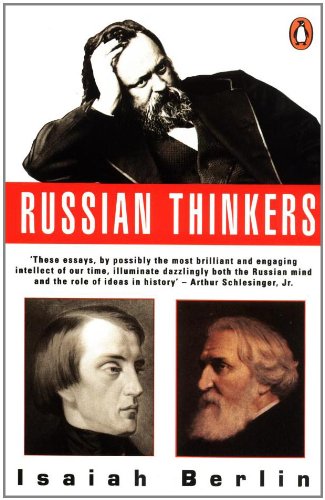 RUSSIAN THINKERS
'These essays, by possibly the most brilliant and engaging
intellect of our time, illuminate dazzlingly both the Russian mind
and the role of ideas in history' – Arthur Schlesinger, Jr.
Isaiah Berlin